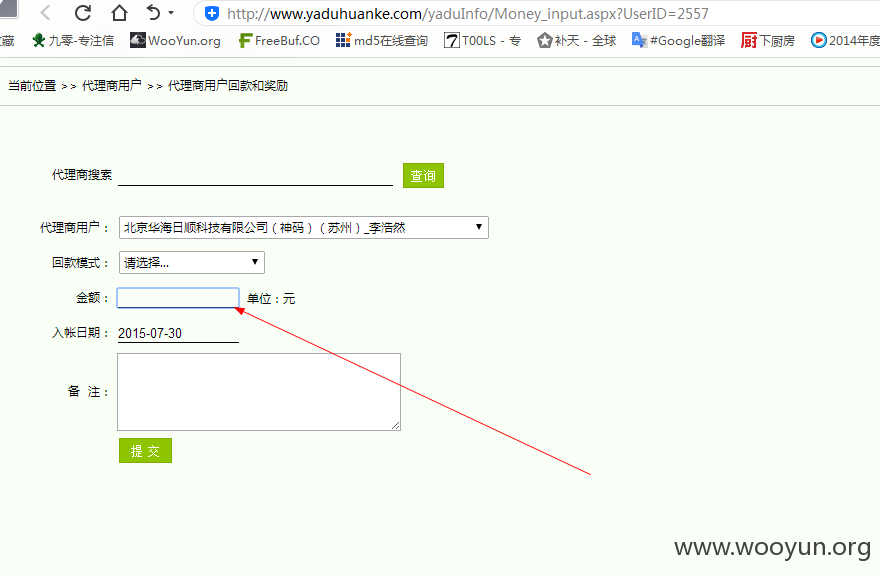 http://www.yaduhuanke.com/yaduInfo/Money_input.aspx?UserID=2557
藏 九零-专注信 WooYun.org FreeBuf.CO md5在线查询 T00LS - 专 补天 - 全球 #Google翻译 下厨房 2014年度
当前位置 >> 代理商用户 >> 代理商用户回款和奖励
代理商搜索 查询
代理商用户： 北京华海日顺科技有限公司（神码）（苏州）_李浩然
回款模式： 请选择...
金额： 单位：元
入帐日期： 2015-07-30
备 注：
提 交
www.wooyun.org